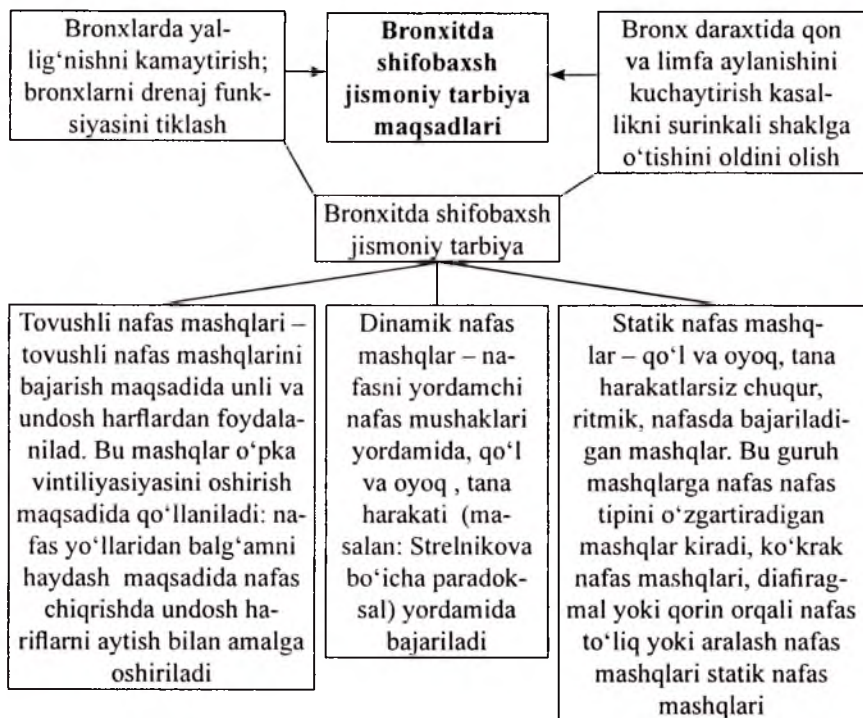 Bronxlarda yal-
lig‘nishni kamaytirish;
bronxlarni drenaj funk-
siyasini tiklash
Bronxitda
shifobaxsh
jismoniy tarbiya
maqsadlari
Bronx daraxtida qon
va limfa aylanishini
kuchaytirish kasal-
likni surinkali shaklga
o‘tishini oldini olish
Bronxitda shifobaxsh
jismoniy tarbiya
Tovushli nafas mashqlari –
tovushli nafas mashqlarini
bajarish maqsadida unli va
undosh harflardan foydala-
nilad. Bu mashqlar o‘pka
vintiliyasiyasini oshirish
maqsadida qo‘llaniladi: na-
fas yo‘llaridan balg‘amni
haydash maqsadida nafas
chiqrishda undosh ha-
riflarni aytish bilan amalga
oshiriladi
Dinamik nafas
mashqlar – na-
fasni yordamchi
nafas mushaklari
yordamida, qo‘l
va oyoq , tana
harakati (ma-
salan: Strelnikova
bo‘icha paradok-
sal) yordamida
bajariladi
Statik nafas mashq-
lar – qo‘l va oyoq, tana
harakatlarsiz chuqur,
ritmik, nafasda bajariladi-
gan mashqlar. Bu guruh
mashqlarga nafas nafas
tipini o‘zgartiradigan
mashqlar kiradi, ko‘krak
nafas mashqlari, diafirag-
mal yoki qorin orqali nafas
to‘liq yoki aralash nafas
mashqlari statik nafas
mashqlari